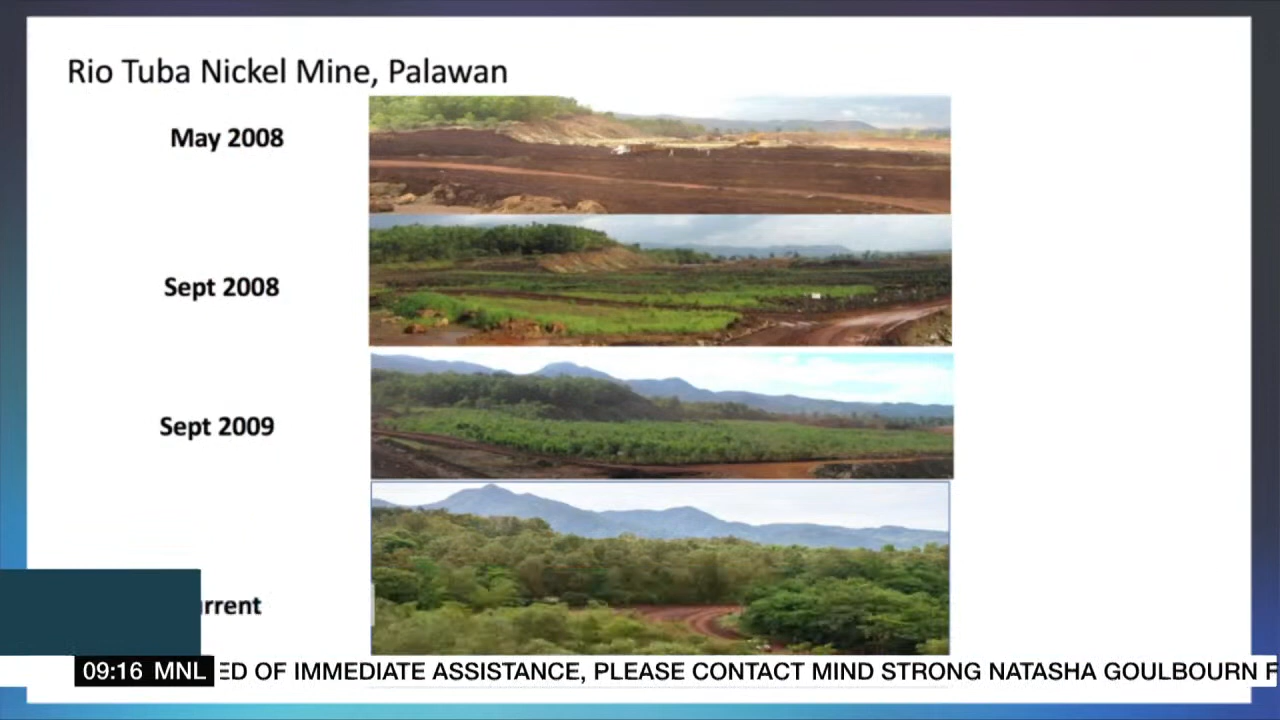 Rio Tuba Nickel Mine, Palawan
May 2008
Sept 2008
Sept 2009
urrent
09:16 MNL ED OF IMMEDIATE ASSISTANCE, PLEASE CONTACT MIND STRONG NATASHA GOULBOURN F